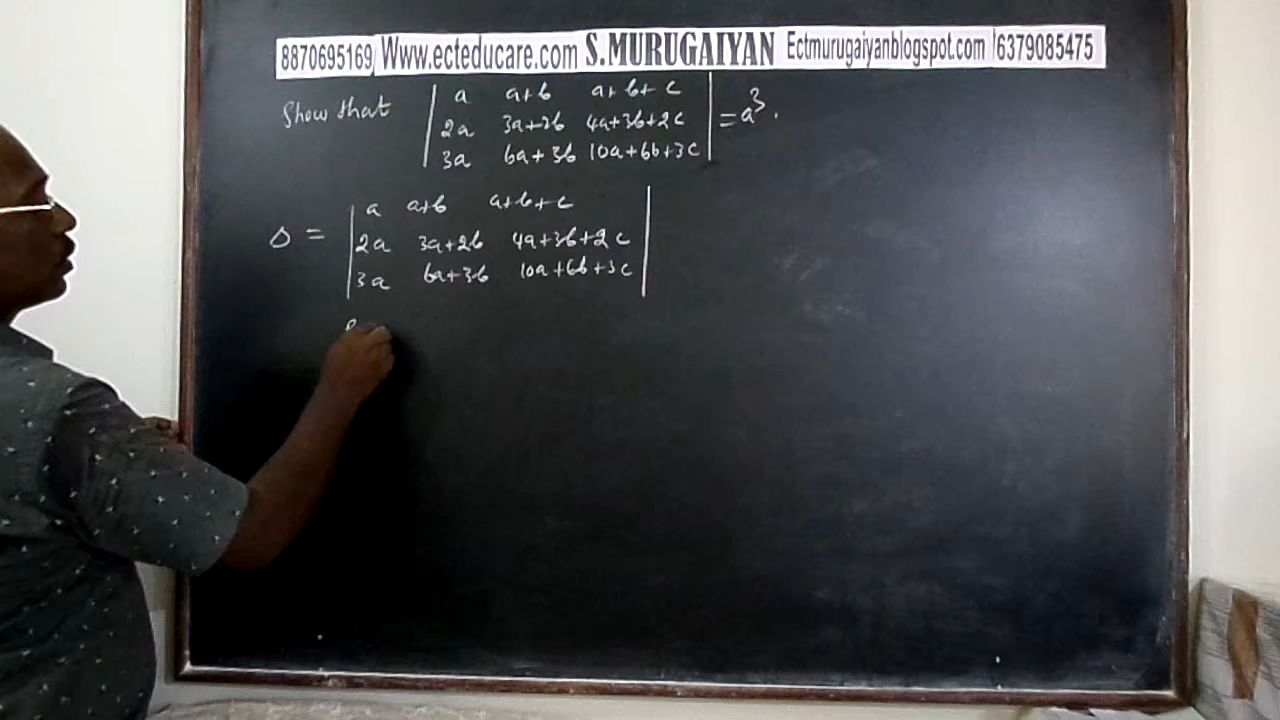 8870695169 Www.ecteducare.com S.MURUGAIYAN Ectmurugaiyanblogspot.com 6379085475
Show that | a a+b a+b+c |
| 2a 3a+2b 4a+3b+2c | = a³.
| 3a 6a+3b 10a+6b+3c |
Δ = | a a+b a+b+c |
| 2a 3a+2b 4a+3b+2c |
| 3a 6a+3b 10a+6b+3c |